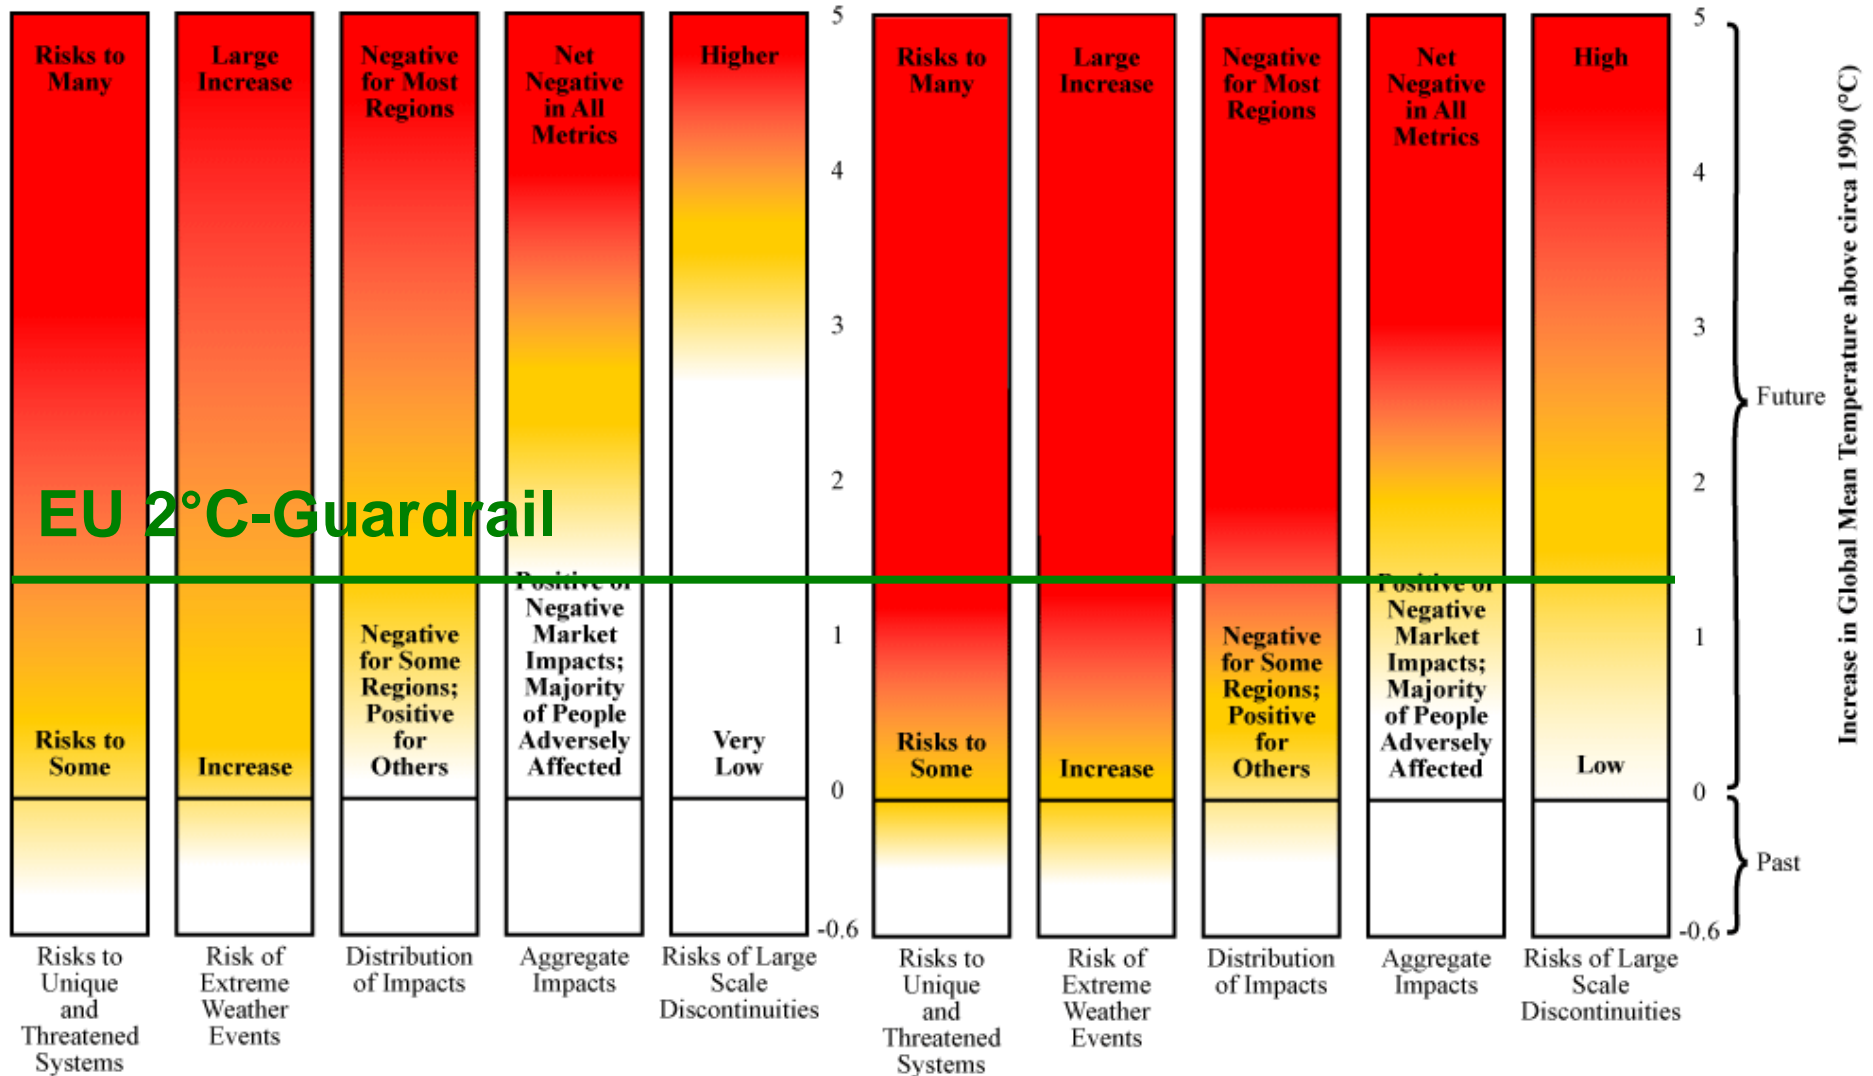 Risks to
Many
Large
Increase
Negative
for Most
Regions
Net
Negative
in All
Metrics
Higher
5
4
3
2
1
0
-0.6
EU 2°C-Guardrail
Risks to
Some
Increase
Negative
for Some
Regions;
Positive
for
Others
Positive or
Negative
Market
Impacts;
Majority
of People
Adversely
Affected
Very
Low
Risks to
Unique
and
Threatened
Systems
Risk of
Extreme
Weather
Events
Distribution
of Impacts
Aggregate
Impacts
Risks of Large
Scale
Discontinuities
Risks to
Many
Large
Increase
Negative
for Most
Regions
Net
Negative
in All
Metrics
High
5
4
3
2
1
0
-0.6
Risks to
Some
Increase
Negative
for Some
Regions;
Positive
for
Others
Positive or
Negative
Market
Impacts;
Majority
of People
Adversely
Affected
Low
Risks to
Unique
and
Threatened
Systems
Risk of
Extreme
Weather
Events
Distribution
of Impacts
Aggregate
Impacts
Risks of Large
Scale
Discontinuities
Future
Past
Increase in Global Mean Temperature above circa 1990 (°C)